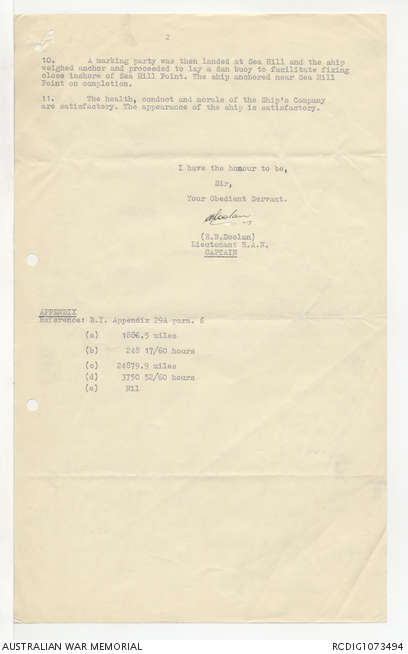 2
10. A marking party was then landed at Sea Hill and the ship
weighed anchor and proceeded to lay a dan buoy to facilitate fixing
close inshore of Sea Hill Point. The ship anchored near Sea Hill
Point on completion.
11. The health, conduct and morale of the Ship's Company
are satisfactory. The appearance of the ship is satisfactory.
I have the honour to be,
Sir,
Your Obedient Servant.
(R.B.Doolan)
Lieutenant R.A.N.
CAPTAIN
APPENDIX
Reference: B.Y. Appendix 29A para. 6
(a) 1886.5 miles
(b) 248 17/60 hours
(c) 24879.9 miles
(d) 3750 52/60 hours
(e) Nil
AUSTRALIAN WAR MEMORIAL
RCDIG1073494